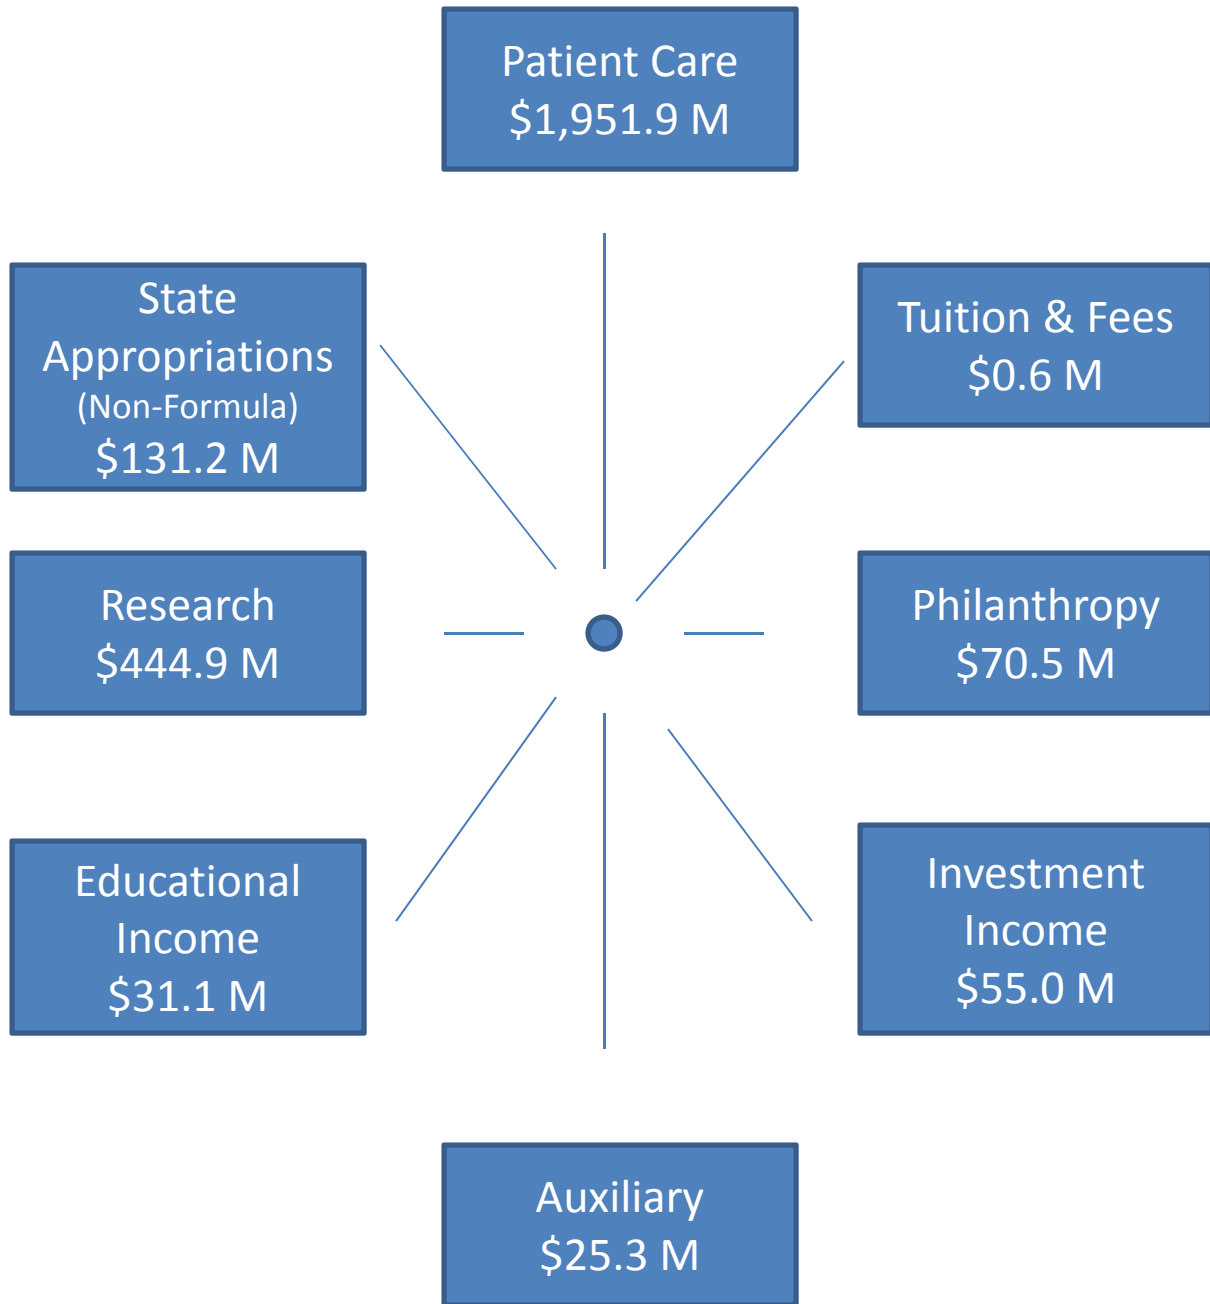 Patient Care
$1,951.9 M
State
Appropriations
(Non-Formula)
$131.2 M
Tuition & Fees
$0.6 M
Research
$444.9 M
Philanthropy
$70.5 M
Educational
Income
$31.1 M
Investment
Income
$55.0 M
Auxiliary
$25.3 M